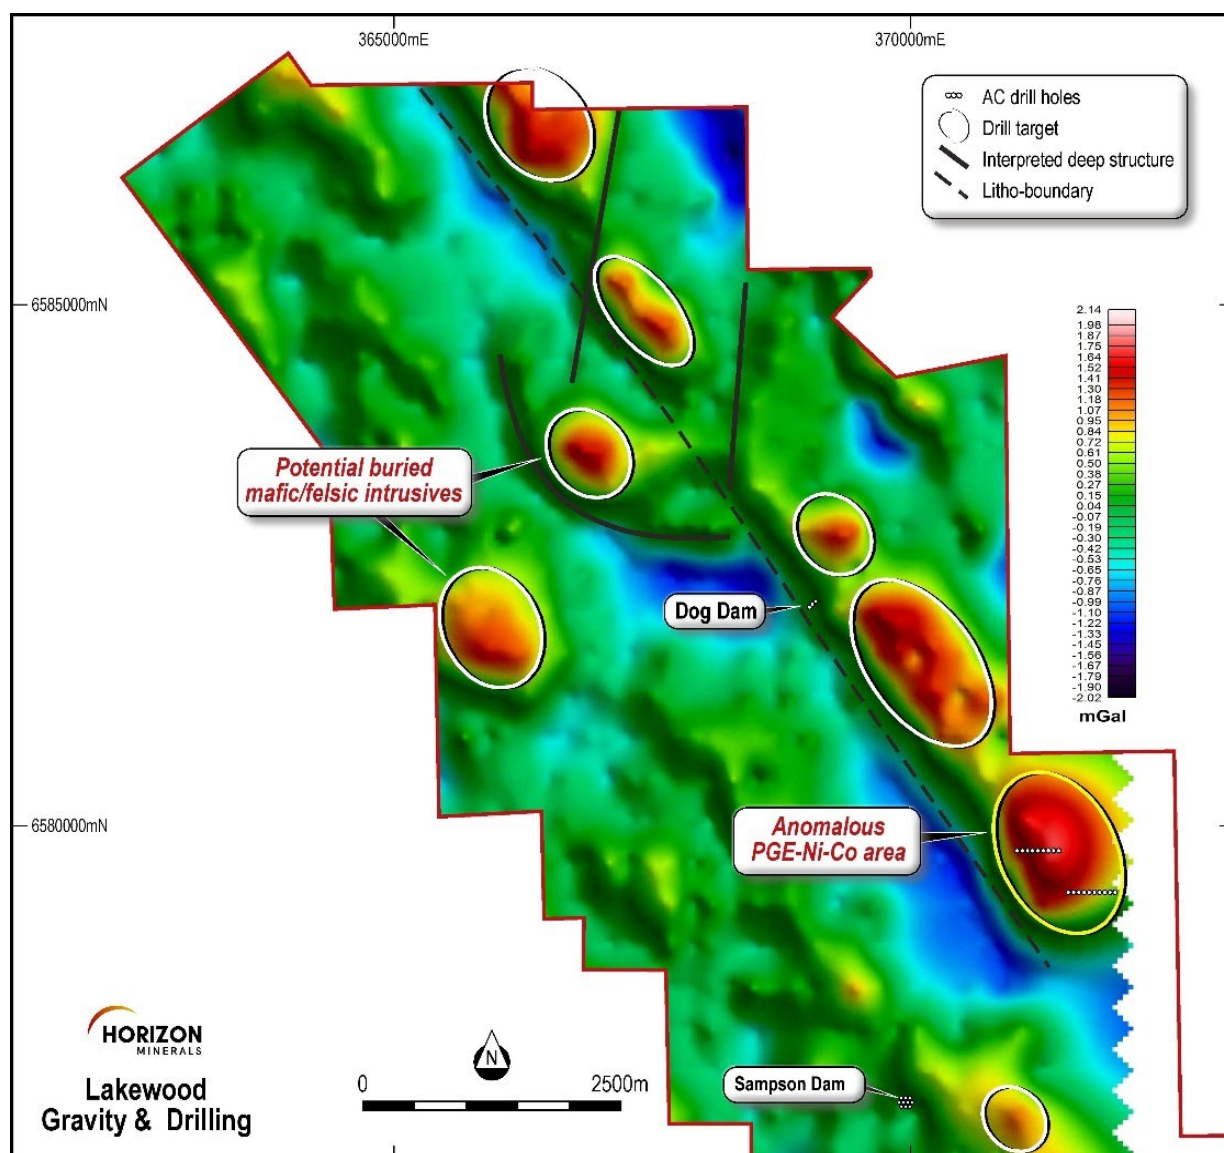 365000mE
370000mE
AC drill holes
Drill target
Interpreted deep structure
Litho-boundary
6585000mN
2.14
1.98
1.87
1.75
1.64
1.52
1.41
1.30
1.18
1.07
0.95
0.84
0.72
0.61
0.50
0.38
0.27
0.15
0.04
-0.07
-0.19
-0.30
-0.42
-0.53
-0.65
-0.76
-0.87
-0.99
-1.10
-1.22
-1.33
-1.45
-1.56
-1.67
-1.79
-1.90
-2.02
mGal
Potential buried
mafic/felsic intrusives
Dog Dam
6580000mN
Anomalous
PGE-Ni-Co area
HORIZON
MINERALS
Lakewood
Gravity & Drilling
N
0
2500m
Sampson Dam